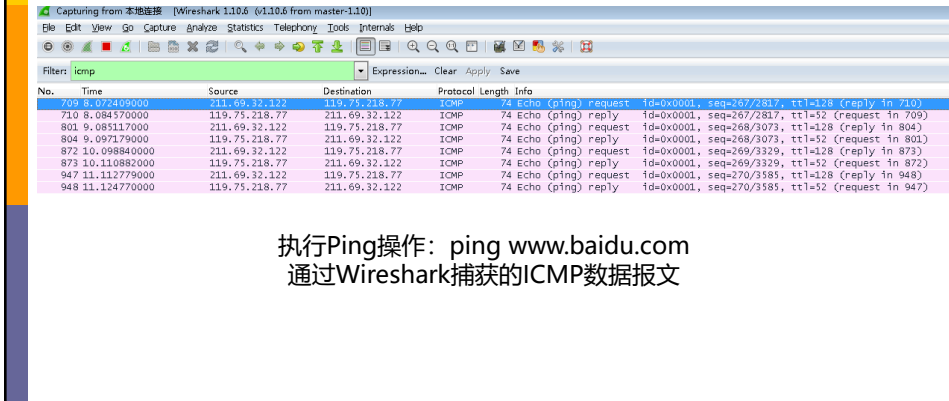 Capturing from 本地连接 [Wireshark 1.10.6 (v1.10.6 from master-1.10)]
File Edit View Go Capture Analyze Statistics Telephony Tools Internals Help
Filter: icmp Expression... Clear Apply Save
No. Time Source Destination Protocol Length Info
709 8.072409000 211.69.32.122 119.75.218.77 ICMP 74 Echo (ping) request id=0x0001, seq=267/2817, ttl=128 (reply in 710)
710 8.084570000 119.75.218.77 211.69.32.122 ICMP 74 Echo (ping) reply id=0x0001, seq=267/2817, ttl=52 (request in 709)
801 9.085117000 211.69.32.122 119.75.218.77 ICMP 74 Echo (ping) request id=0x0001, seq=268/3073, ttl=128 (reply in 804)
804 9.097179000 119.75.218.77 211.69.32.122 ICMP 74 Echo (ping) reply id=0x0001, seq=268/3073, ttl=52 (request in 801)
872 10.098840000 211.69.32.122 119.75.218.77 ICMP 74 Echo (ping) request id=0x0001, seq=269/3329, ttl=128 (reply in 873)
873 10.110882000 119.75.218.77 211.69.32.122 ICMP 74 Echo (ping) reply id=0x0001, seq=269/3329, ttl=52 (request in 872)
947 11.112779000 211.69.32.122 119.75.218.77 ICMP 74 Echo (ping) request id=0x0001, seq=270/3585, ttl=128 (reply in 948)
948 11.124770000 119.75.218.77 211.69.32.122 ICMP 74 Echo (ping) reply id=0x0001, seq=270/3585, ttl=52 (request in 947)
执行Ping操作：ping www.baidu.com
通过Wireshark捕获的ICMP数据报文